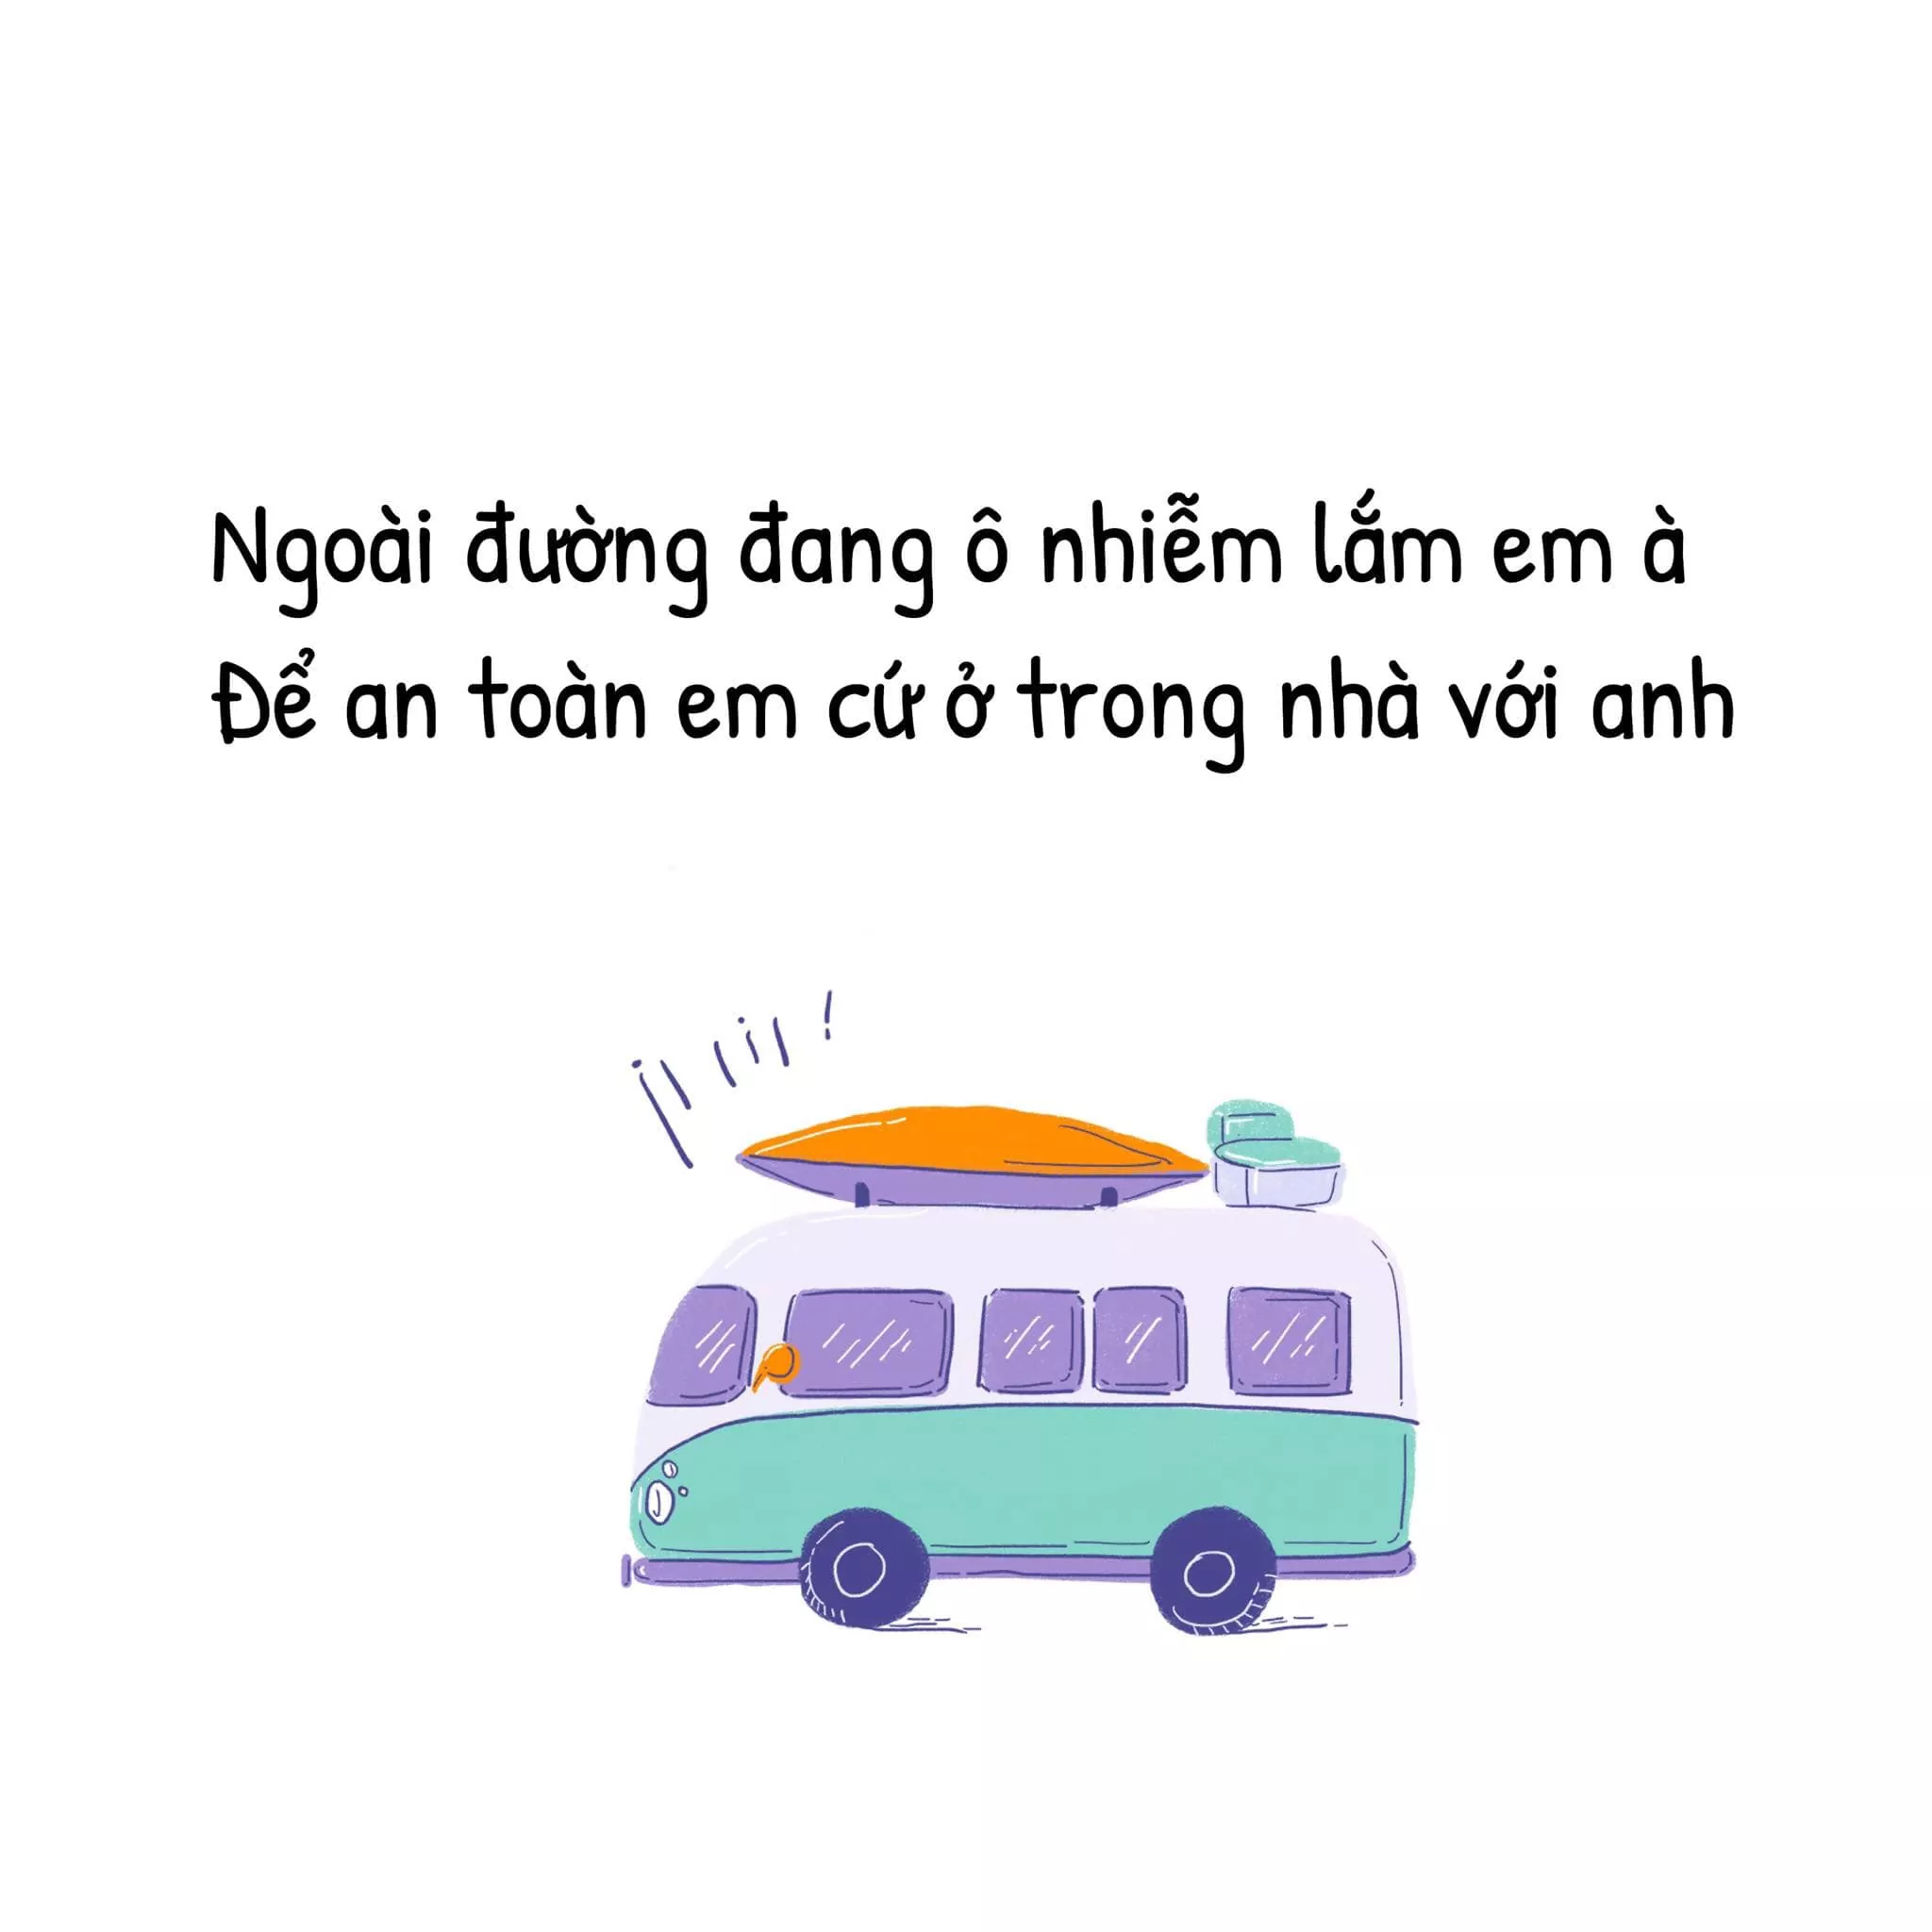 Ngoài đường đang ô nhiễm lắm em à
Để an toàn em cứ ở trong nhà với anh